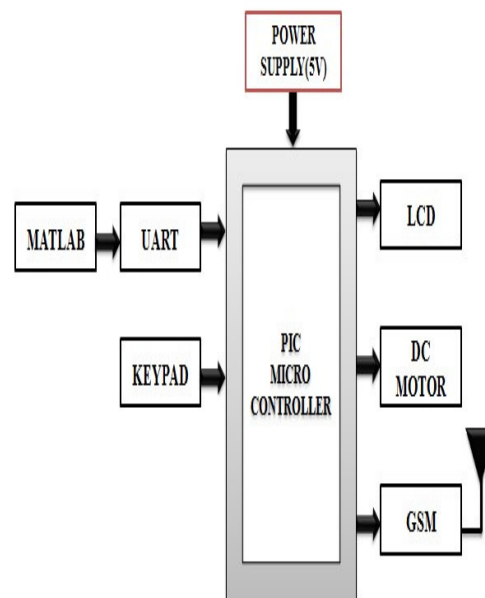 POWER
SUPPLY(5V)
MATLAB
UART
KEYPAD
PIC
MICRO
CONTROLLER
LCD
DC
MOTOR
GSM